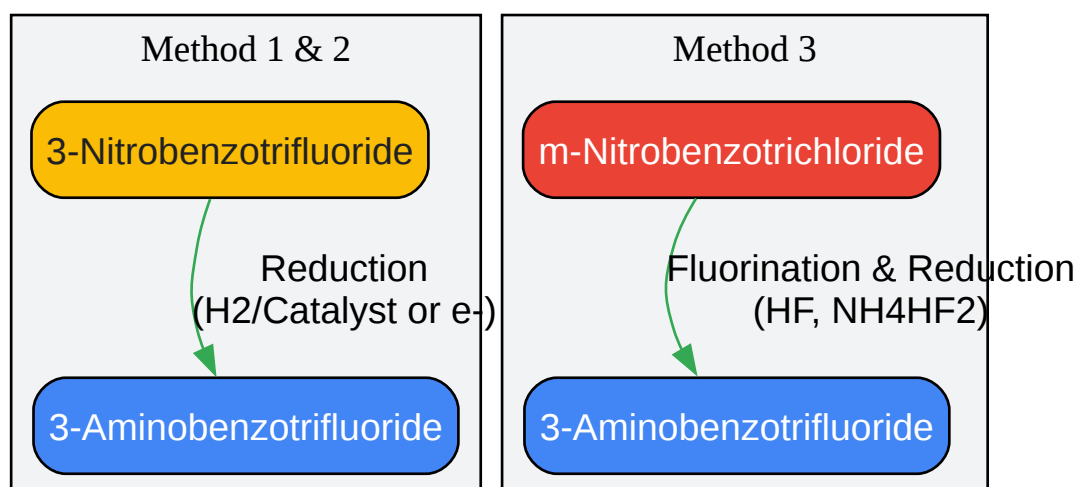 Method 1 & 2
3-Nitrobenzotrifluoride
Reduction
(H2/Catalyst or e-)
3-Aminobenzotrifluoride
Method 3
m-Nitrobenzotrichloride
Fluorination & Reduction
(HF, NH4HF2)
3-Aminobenzotrifluoride